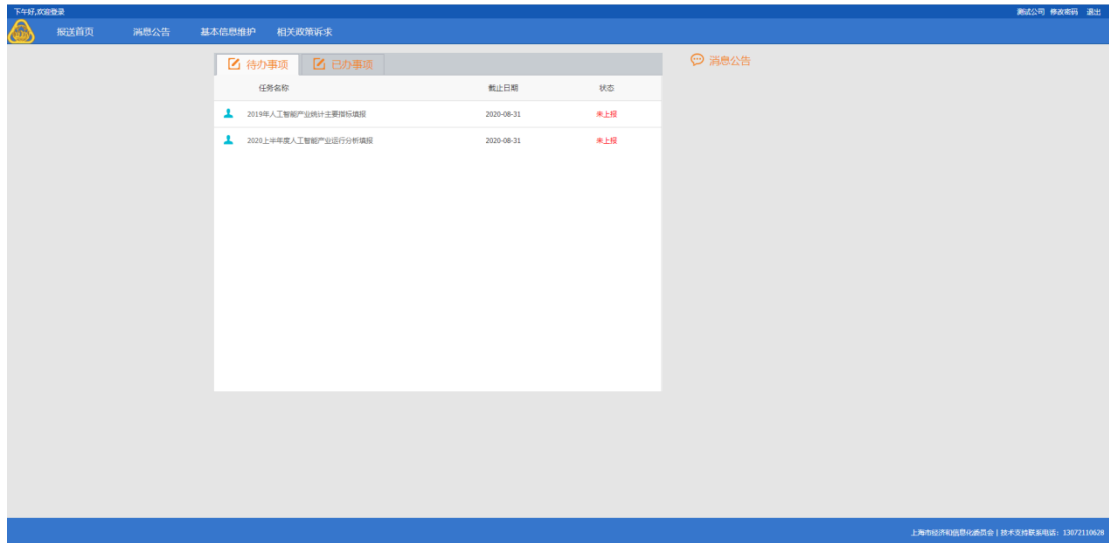 下午好,欢迎登录 测试公司 修改密码 退出
报送首页 消息公告 基本信息维护 相关政策诉求
待办事项 已办事项 消息公告
任务名称 截止日期 状态
2019年人工智能产业统计主要指标填报 2020-08-31 未上报
2020上半年度人工智能产业运行分析填报 2020-08-31 未上报
上海市经济和信息化委员会 | 技术支持联系电话：13072110628